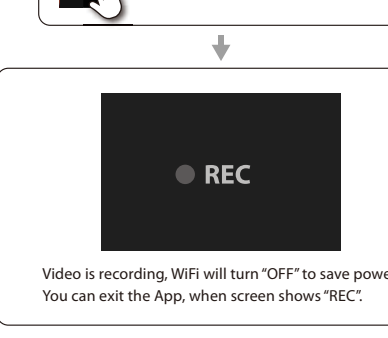 REC
Video is recording, WiFi will turn “OFF” to save powe
You can exit the App, when screen shows “REC”.